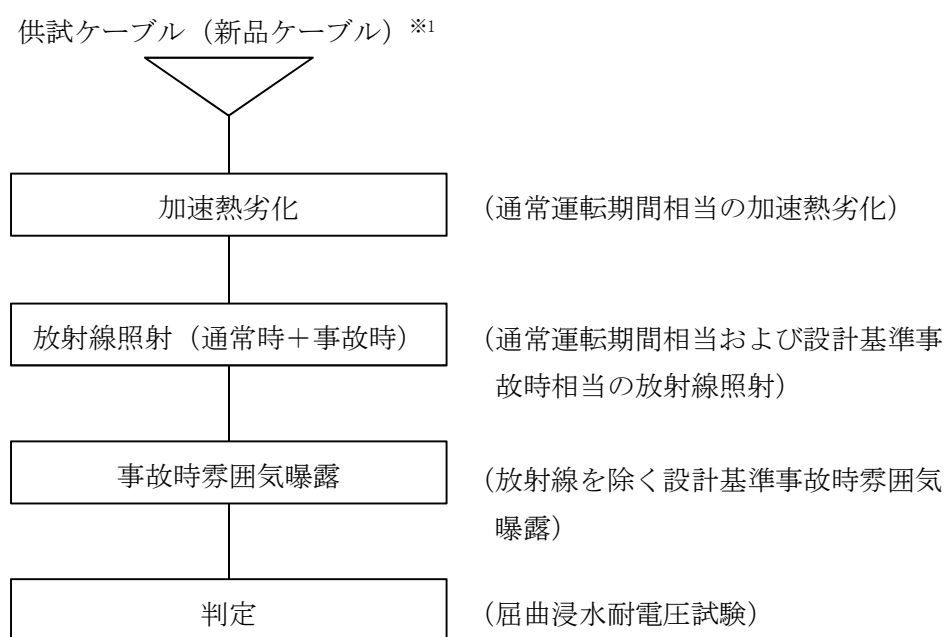 供試ケーブル（新品ケーブル）※1
加速熱劣化
（通常運転期間相当の加速熱劣化）
放射線照射（通常時＋事故時）
（通常運転期間相当および設計基準事
故時相当の放射線照射）
事故時雰囲気曝露
（放射線を除く設計基準事故時雰囲気
曝露）
判定
（屈曲浸水耐電圧試験）